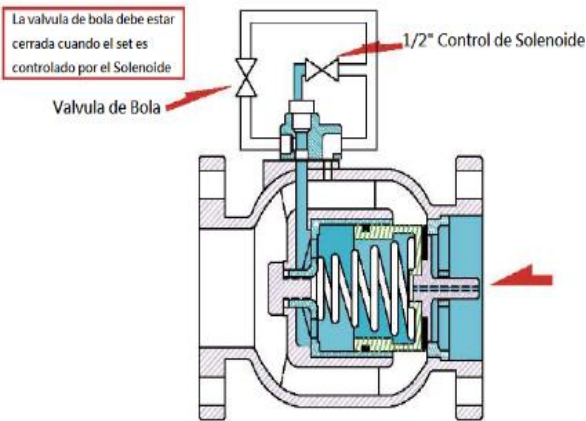 La valvula de bola debe estar
cerrada cuando el set es
controlado por el Solenoide
1/2" Control de Solenoide
Valvula de Bola